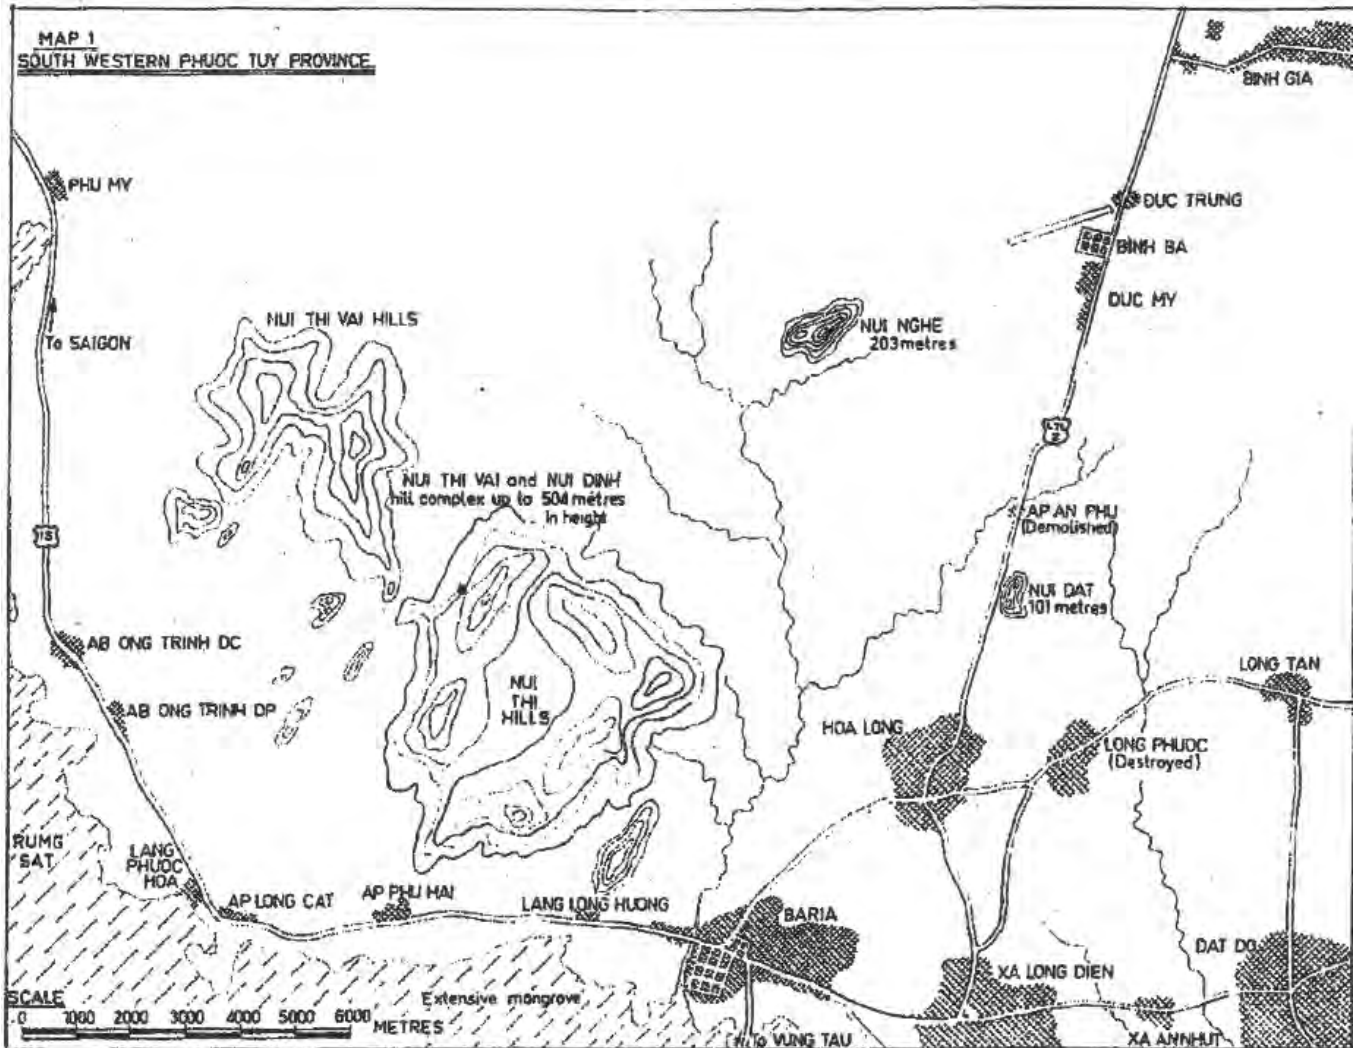 MAP 1
SOUTH WESTERN PHUOC TUY PROVINCE
BINH GIA
PHU MY
DUC TRUNG
BINH BA
DUC MY
To SAIGON
NUI THI VAI HILLS
NUI NGHE
203 metres
LTL
2
NUI THI VAI and NUI DINH
hill complex up to 504 metres
in height
AP AN PHU
(Demolished)
NUI DAT
101 metres
AB ONG TRINH DC
AB ONG TRINH DP
NUI
THI
HILLS
LONG TAN
HOA LONG
LONG PHUOC
(Destroyed)
RUMG
SAT
LANG
PHUOC
HOA
AP LONG CAT
AP PHU HAI
LANG LONG HUONG
BARIA
XA LONG DIEN
DAT DO
SCALE
0 1000 2000 3000 4000 5000 6000
METRES
Extensive mangrove
To VUNG TAU
XA ANNHUT